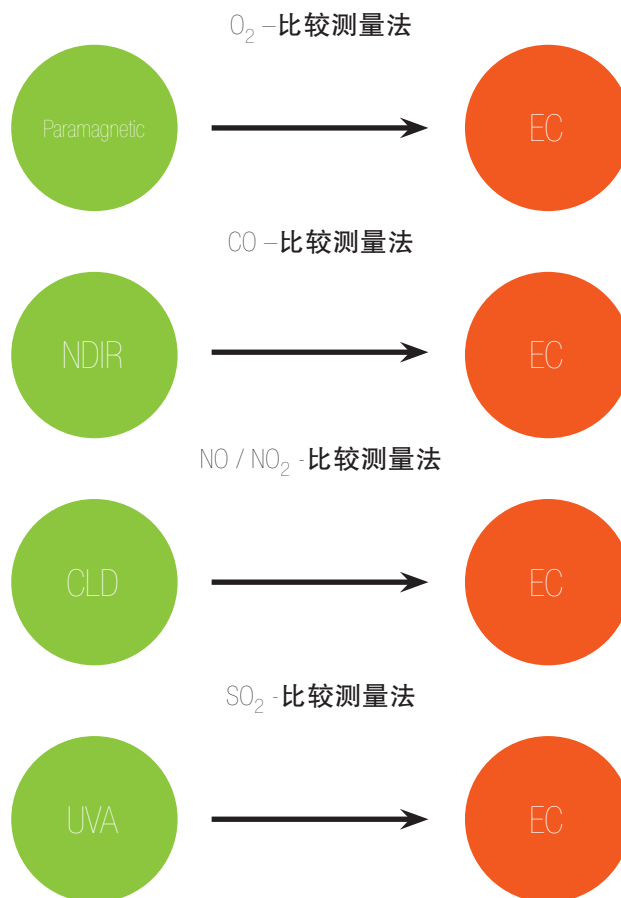 O₂ –比较测量法
Paramagnetic
EC
CO –比较测量法
NDIR
EC
NO / NO₂ -比较测量法
CLD
EC
SO₂ -比较测量法
UVA
EC